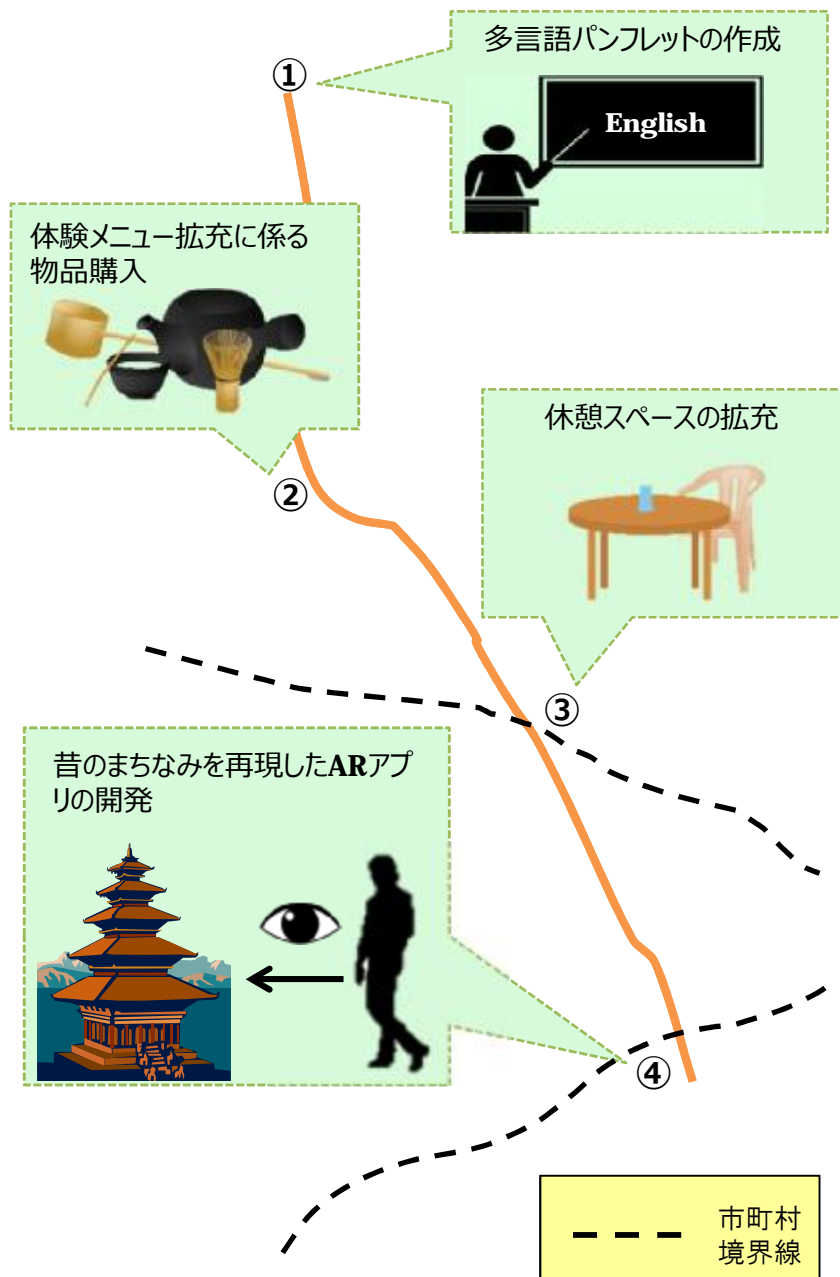 多言語パンフレットの作成
English
①
体験メニュー拡充に係る
物品購入
②
休憩スペースの拡充
③
昔のまちなみを再現したARアプ
リの開発
④
市町村
境界線